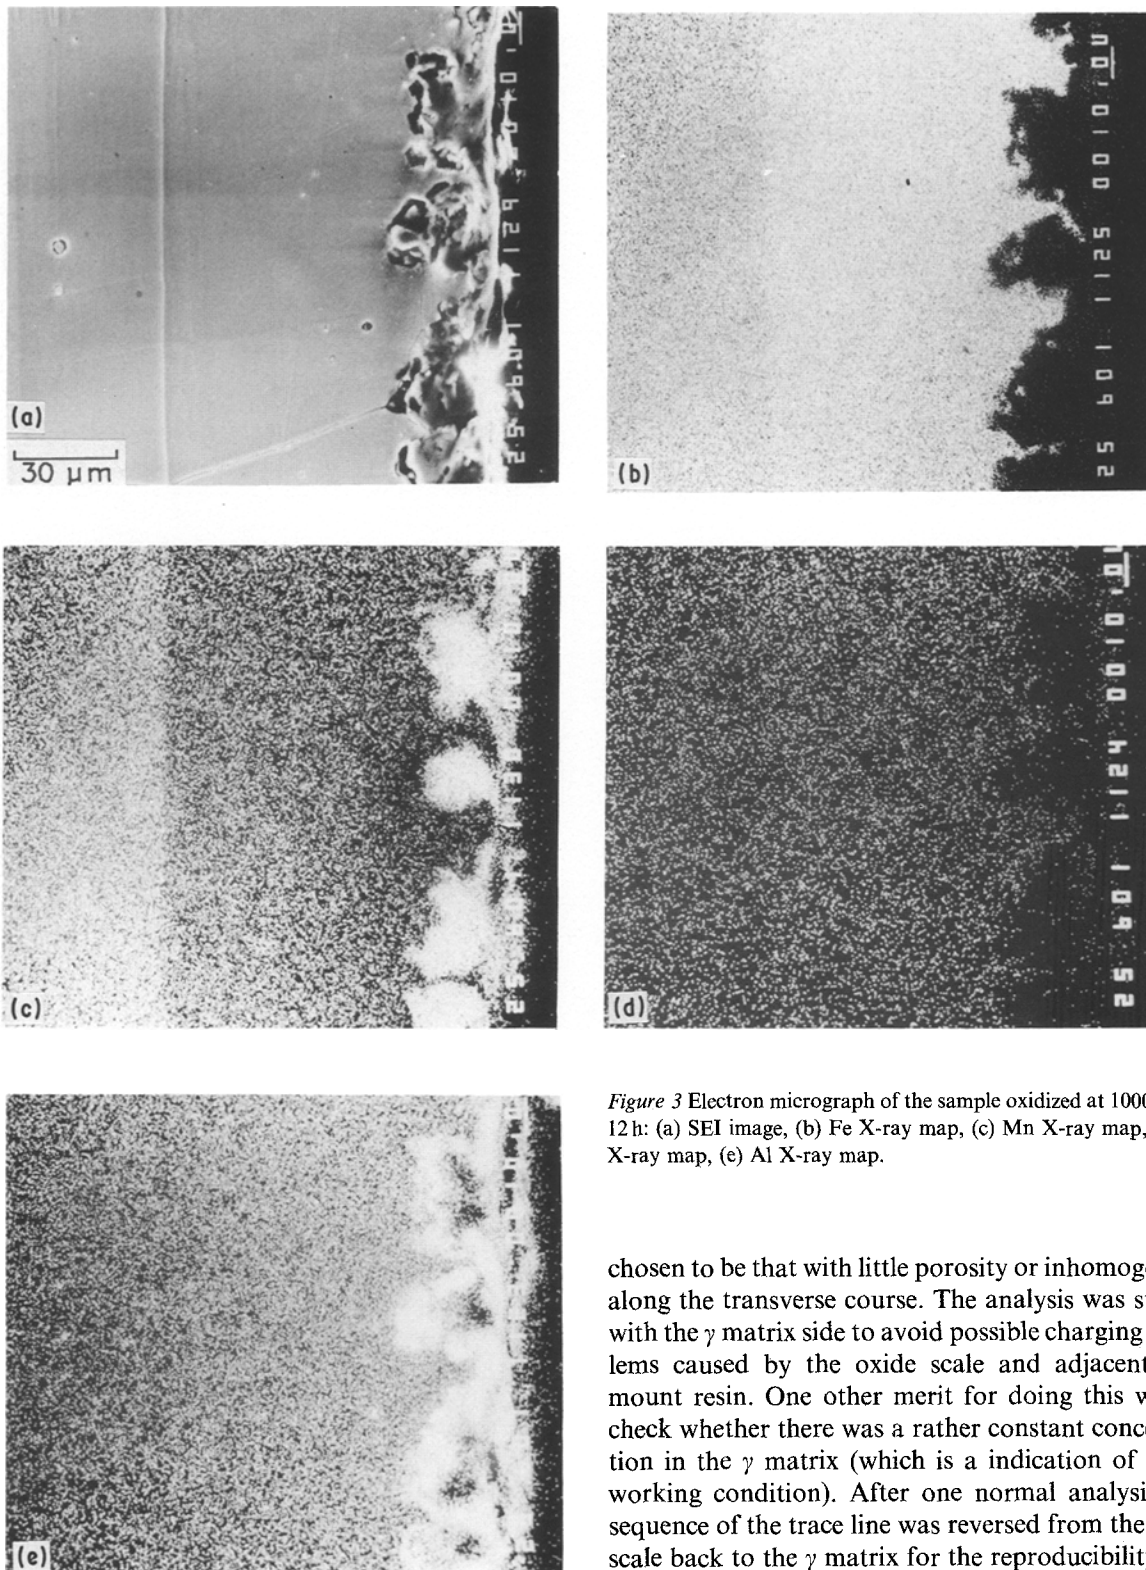 (a)
30 μm
(b)
(c)
(d)
(e)
Figure 3 Electron micrograph of the sample oxidized at 1000
12 h: (a) SEI image, (b) Fe X-ray map, (c) Mn X-ray map,
X-ray map, (e) Al X-ray map.
chosen to be that with little porosity or inhomog
along the transverse course. The analysis was s
with the γ matrix side to avoid possible charging
lems caused by the oxide scale and adjacent
mount resin. One other merit for doing this w
check whether there was a rather constant conce
tion in the γ matrix (which is a indication of
working condition). After one normal analysi
sequence of the trace line was reversed from the
scale back to the γ matrix for the reproducibilit